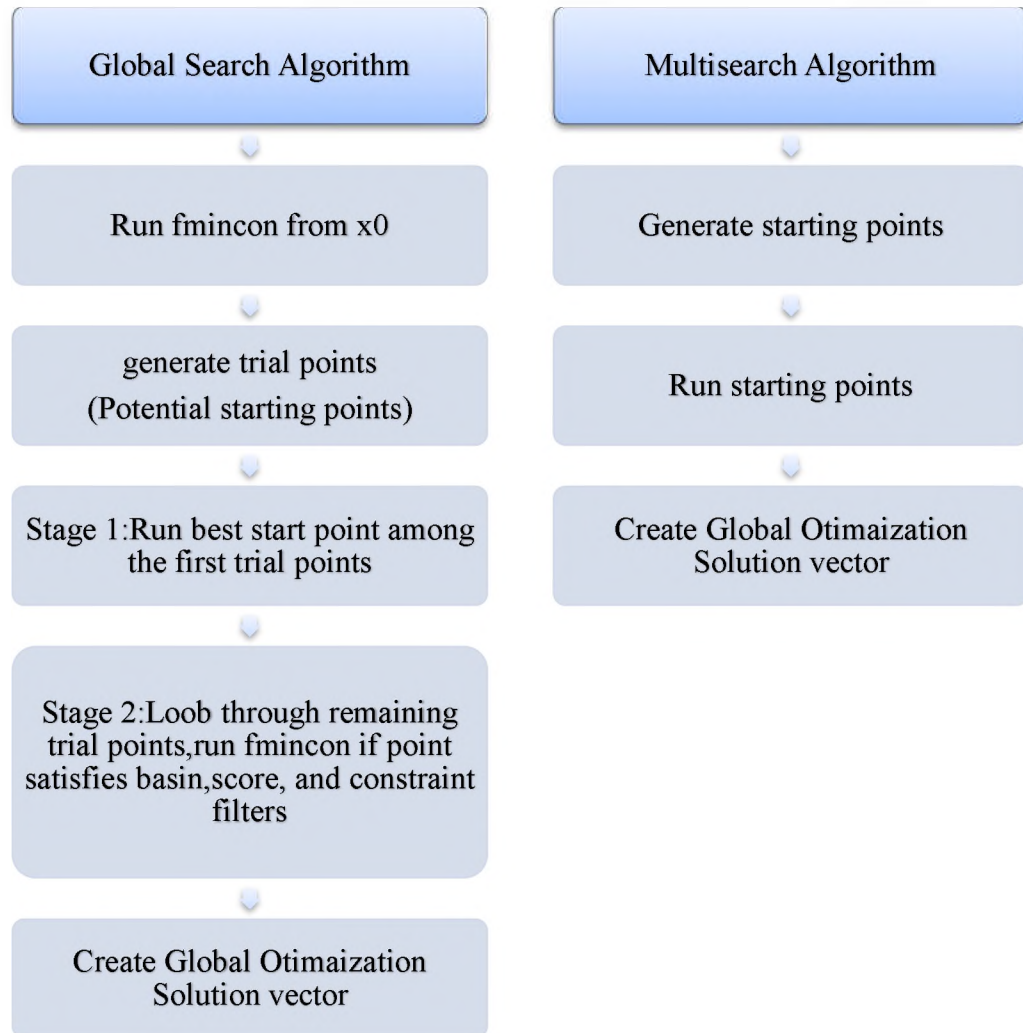 Global Search Algorithm
Run fmincon from x0
generate trial points
(Potential starting points)
Stage 1:Run best start point among
the first trial points
Stage 2:Loob through remaining
trial points,run fmincon if point
satisfies basin,score, and constraint
filters
Create Global Otimaization
Solution vector
Multisearch Algorithm
Generate starting points
Run starting points
Create Global Otimaization
Solution vector